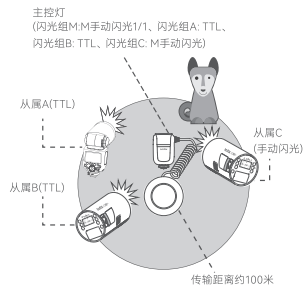 主控灯
(闪光组M:M手动闪光1/1、闪光组A: TTL、
闪光组B: TTL、闪光组C: M手动闪光)
从属A(TTL)
从属C
(手动闪光)
从属B(TTL)
传输距离约100米